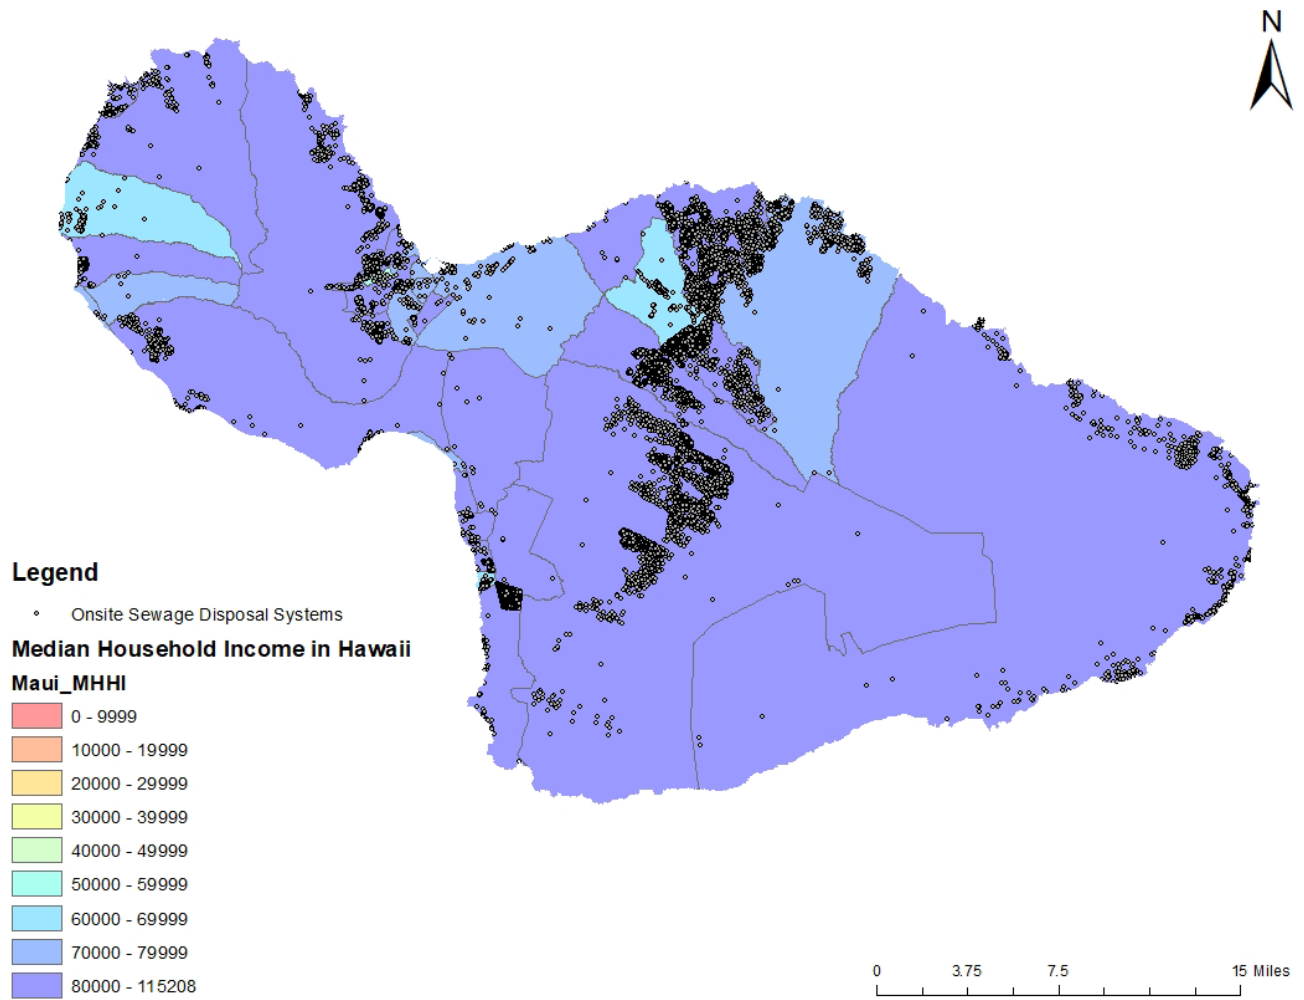 N
Legend
Onsite Sewage Disposal Systems
Median Household Income in Hawaii
Maui_MHHI
0 - 9999
10000 - 19999
20000 - 29999
30000 - 39999
40000 - 49999
50000 - 59999
60000 - 69999
70000 - 79999
80000 - 115208
0 3.75 7.5 15 Miles